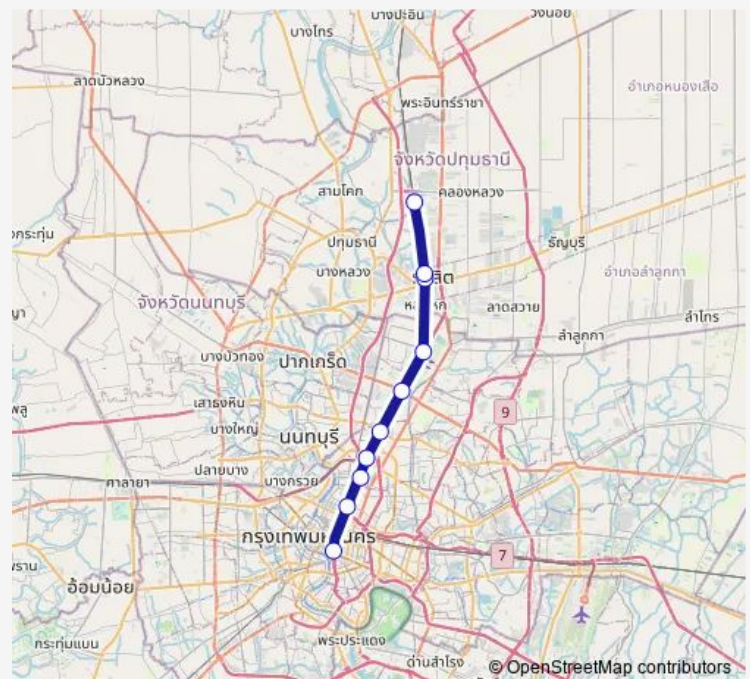 บางปะอิน
วังน้อย
บางไทร
ลาดบัวหลวง
อำเภอหนองเสือ
พระอินทร์ราชา
จังหวัดปทุมธานี
สามโคก
คลองหลวง
ปทุมธานี
ธัญบุรี
บางหลวง
อำเภอลำลูกกา
จังหวัดนนทบุรี
ลาดสวาย
ลำไทร
ลำลูกกา
บางบัวทอง
ปากเกร็ด
เสาธงหิน
9
บางใหญ่
นนทบุรี
ปลายบาง
ศาลายา
บางกรวย
7
อ้อมน้อย
กระทุ่มแบน
พระประแดง
ด่านสำโรง
© OpenStreetMap contributors